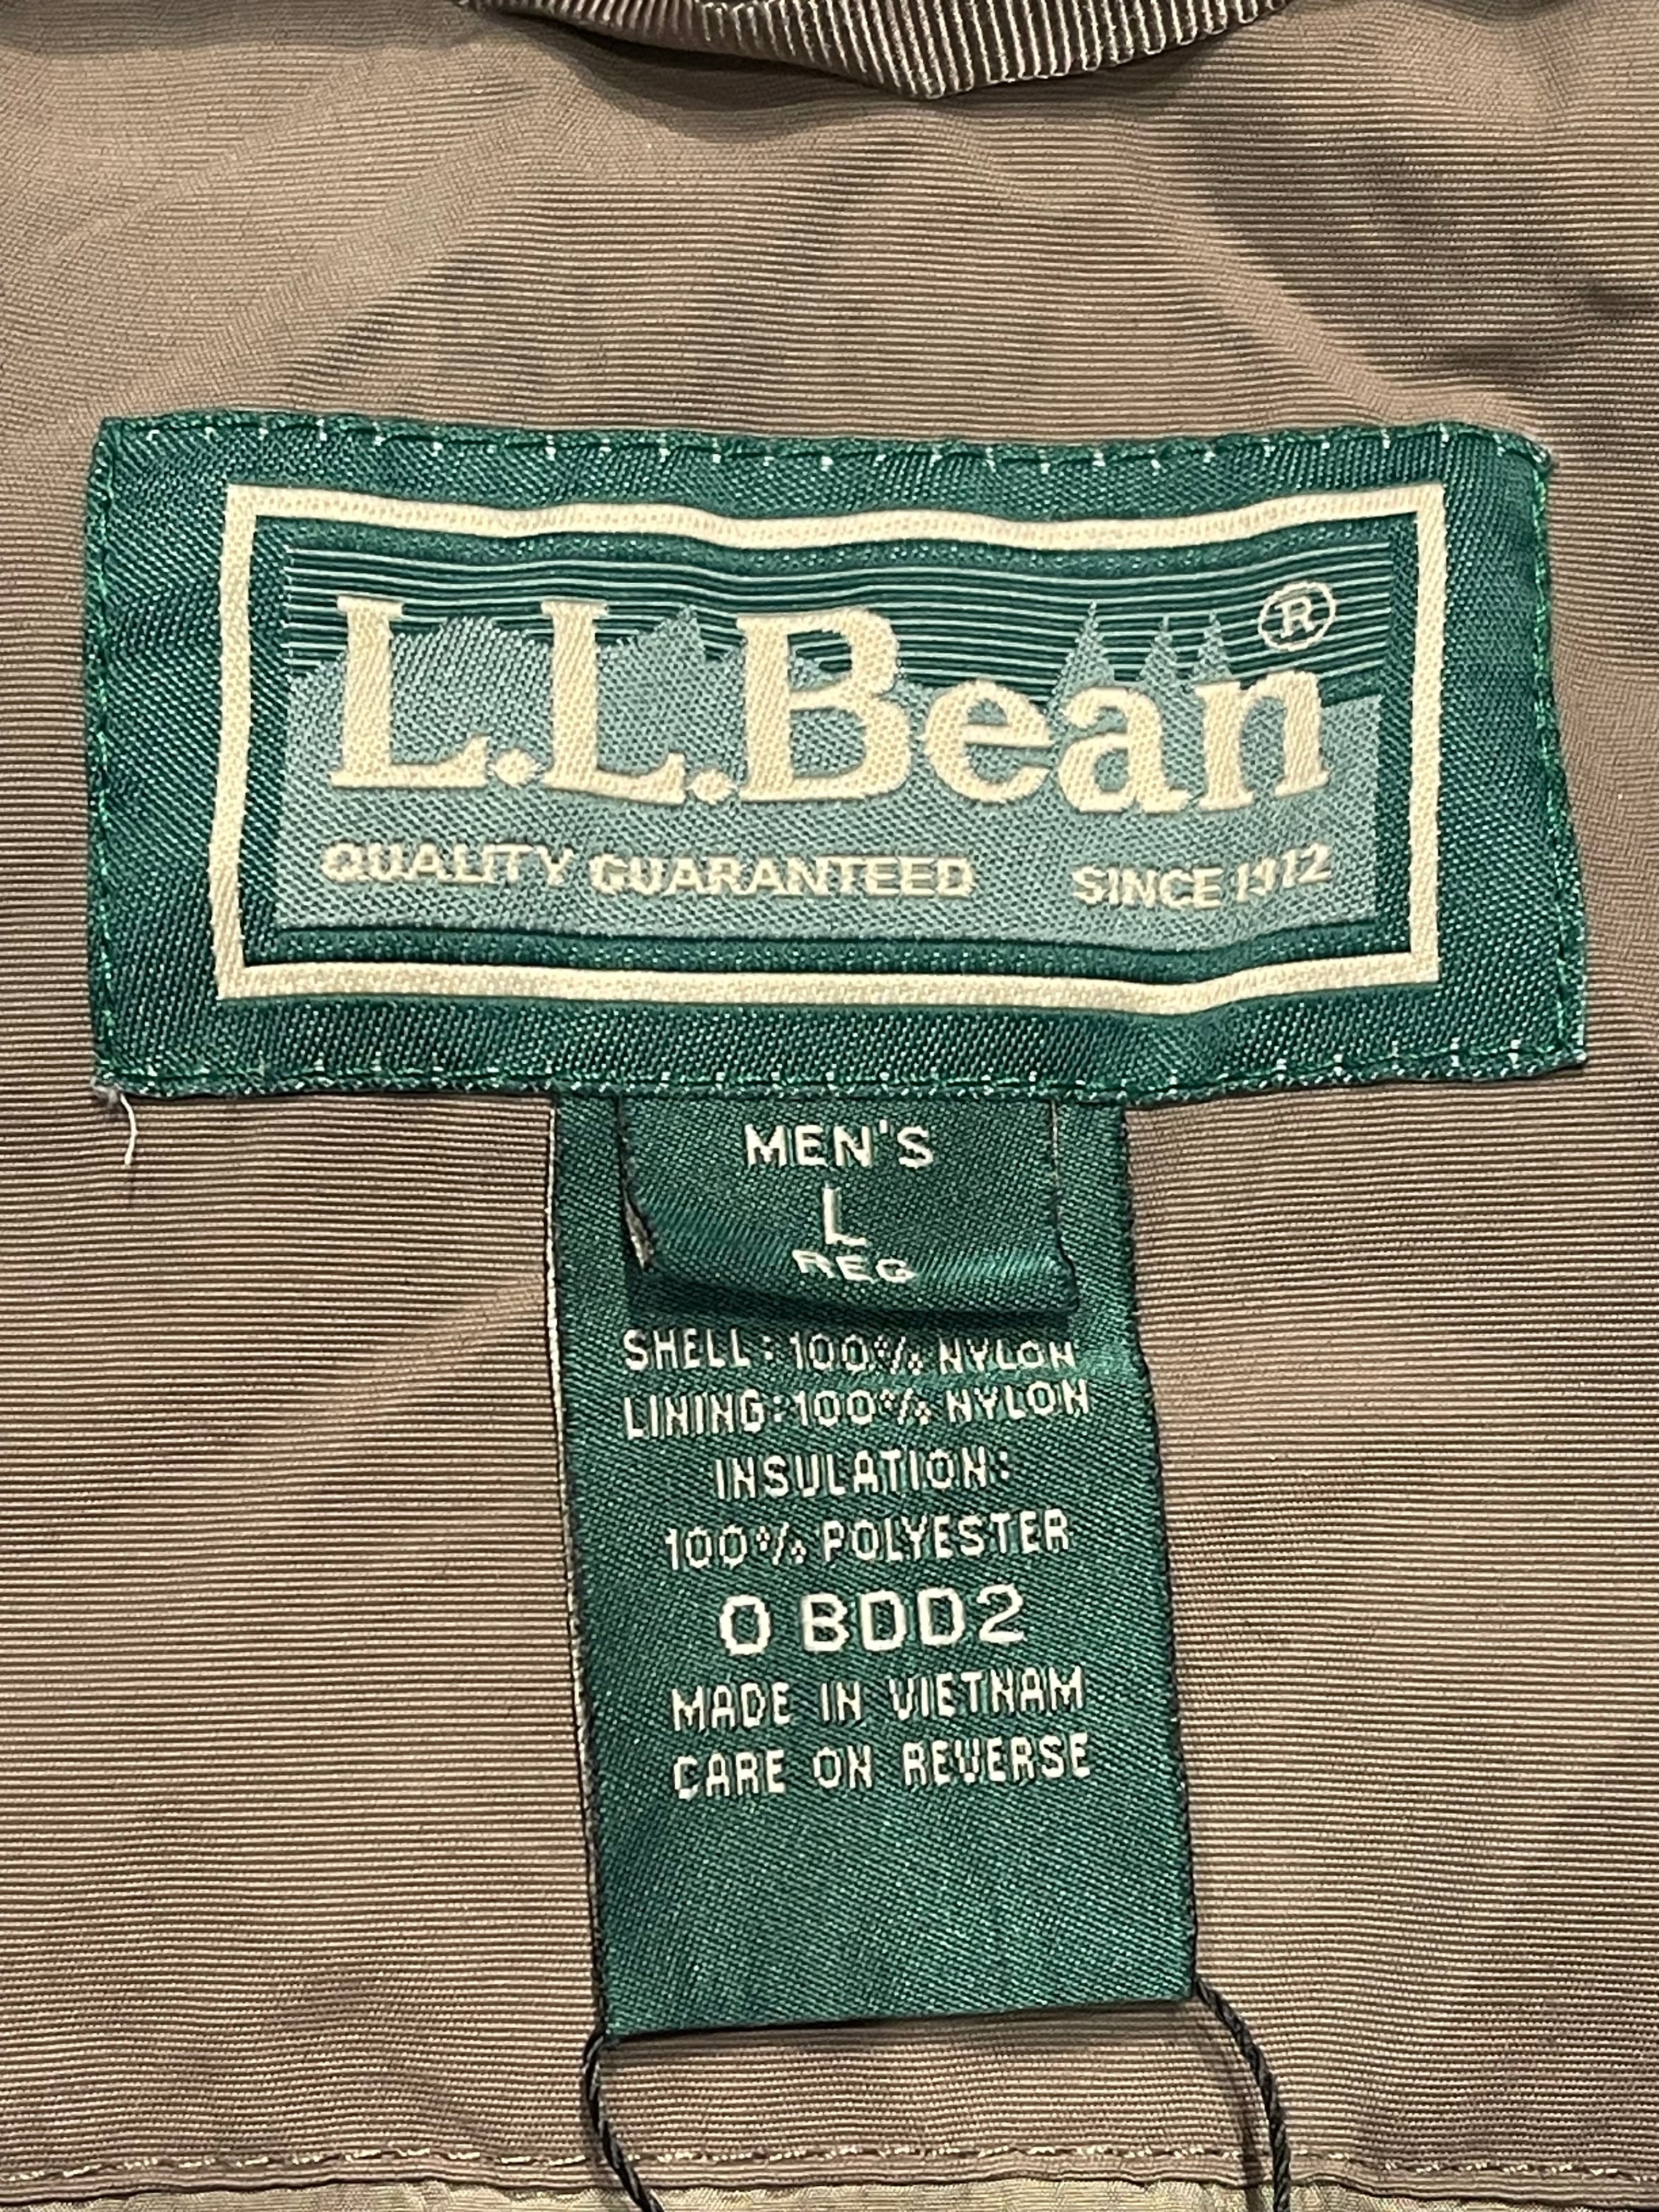 L.L.Bean®
QUALITY GUARANTEED SINCE 1912
MEN'S
L
REG
SHELL: 100% NYLON
LINING: 100% NYLON
INSULATION:
100% POLYESTER
0 BDD2
MADE IN VIETNAM
CARE ON REVERSE